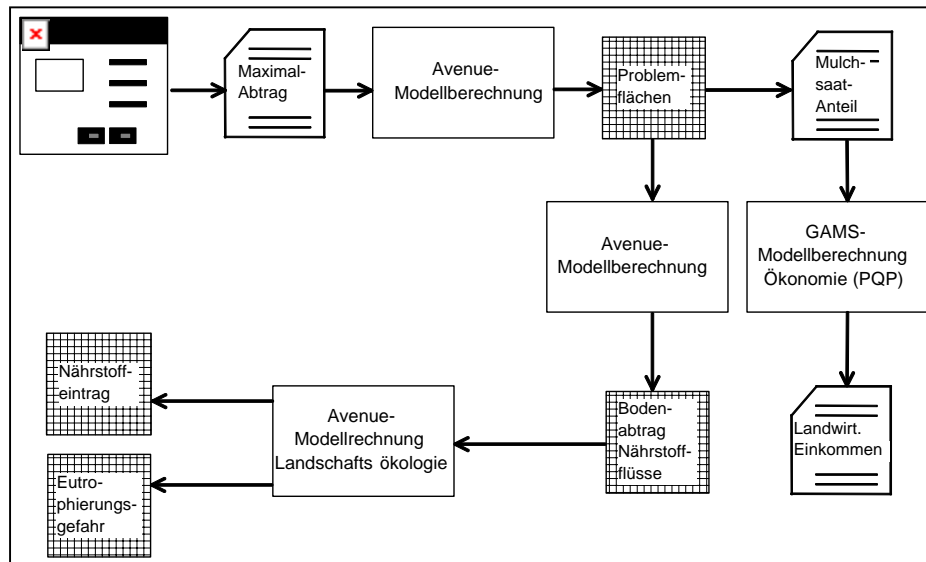 Maximal-
Abtrag
Avenue-
Modellberechnung
Problem-
flächen
Mulch-
saat-
Anteil
Avenue-
Modellberechnung
GAMS-
Modellberechnung
Ökonomie (PQP)
Nährstoff-
eintrag
Avenue-
Modellrechnung
Landschafts ökologie
Boden-
abtrag
Nährstoff-
flüsse
Landwirt.
Einkommen
Eutro-
phierungs-
gefahr